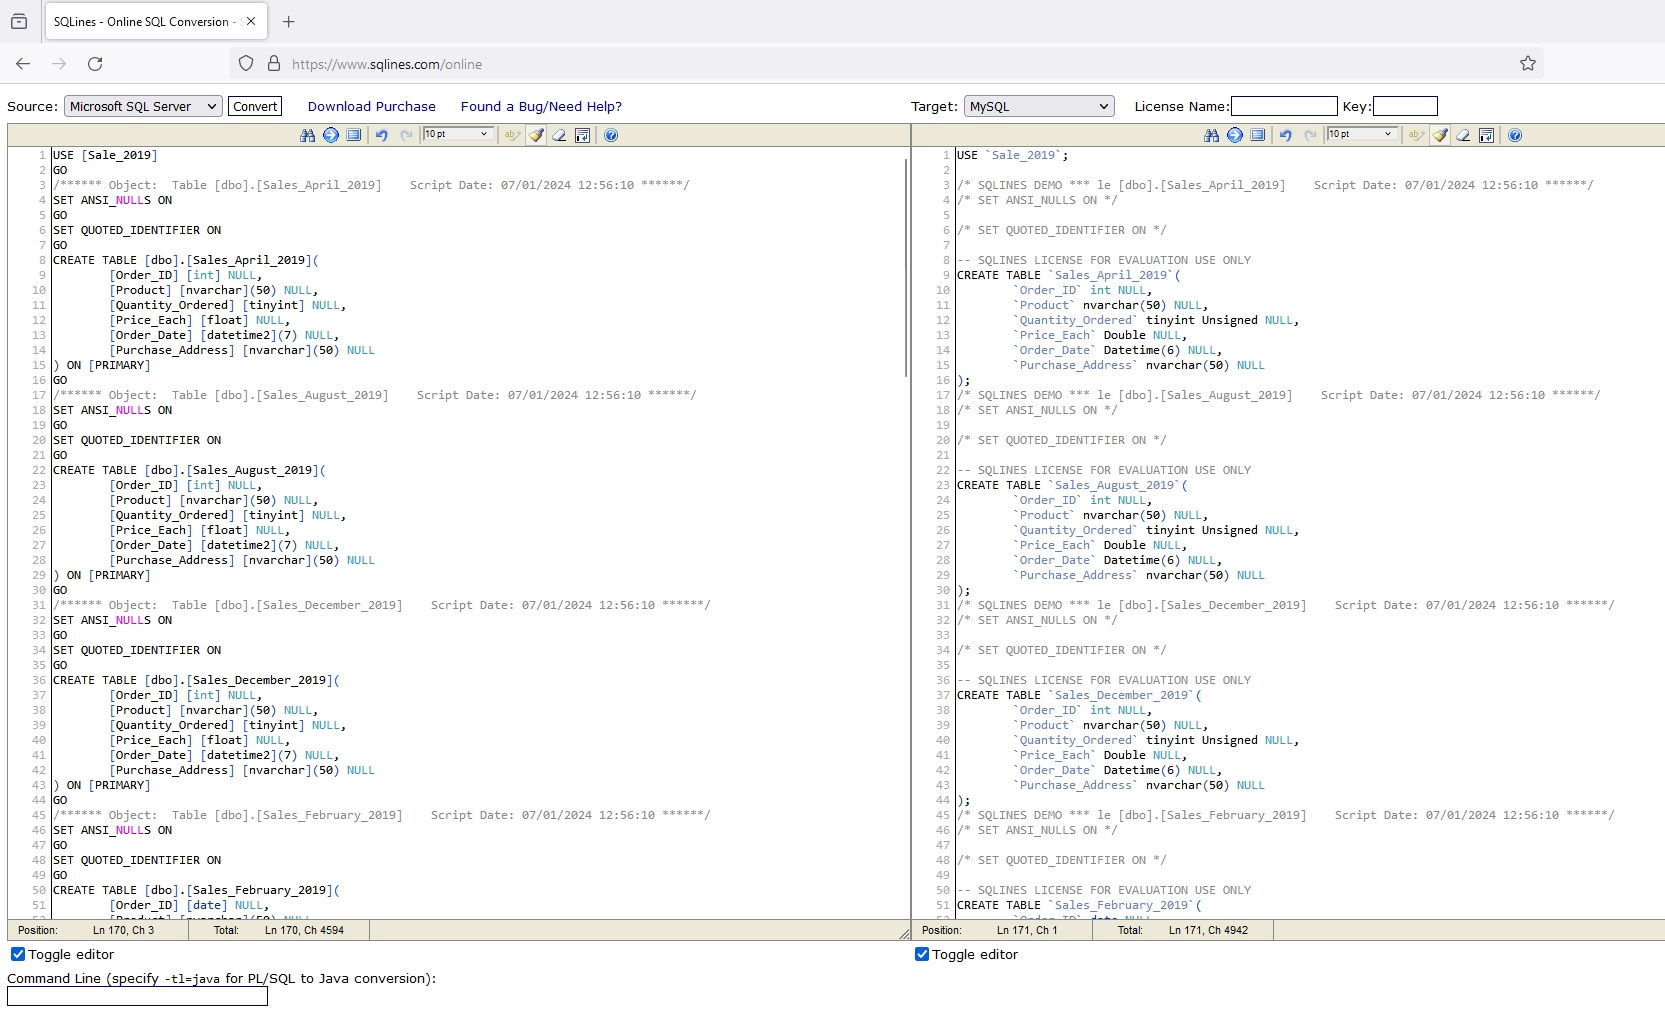 SQLines - Online SQL Conversion -
https://www.sqlines.com/online
Source: Microsoft SQL Server Convert Download Purchase Found a Bug/Need Help?
10 pt
1 USE [Sale_2019]
2 GO
3 /****** Object:  Table [dbo].[Sales_April_2019]    Script Date: 07/01/2024 12:56:10 ******/
4 SET ANSI_NULLS ON
5 GO
6 SET QUOTED_IDENTIFIER ON
7 GO
8 CREATE TABLE [dbo].[Sales_April_2019](
9 [Order_ID] [int] NULL,
10 [Product] [nvarchar](50) NULL,
11 [Quantity_Ordered] [tinyint] NULL,
12 [Price_Each] [float] NULL,
13 [Order_Date] [datetime2](7) NULL,
14 [Purchase_Address] [nvarchar](50) NULL
15 ) ON [PRIMARY]
16 GO
17 /****** Object:  Table [dbo].[Sales_August_2019]    Script Date: 07/01/2024 12:56:10 ******/
18 SET ANSI_NULLS ON
19 GO
20 SET QUOTED_IDENTIFIER ON
21 GO
22 CREATE TABLE [dbo].[Sales_August_2019](
23 [Order_ID] [int] NULL,
24 [Product] [nvarchar](50) NULL,
25 [Quantity_Ordered] [tinyint] NULL,
26 [Price_Each] [float] NULL,
27 [Order_Date] [datetime2](7) NULL,
28 [Purchase_Address] [nvarchar](50) NULL
29 ) ON [PRIMARY]
30 GO
31 /****** Object:  Table [dbo].[Sales_December_2019]    Script Date: 07/01/2024 12:56:10 ******/
32 SET ANSI_NULLS ON
33 GO
34 SET QUOTED_IDENTIFIER ON
35 GO
36 CREATE TABLE [dbo].[Sales_December_2019](
37 [Order_ID] [int] NULL,
38 [Product] [nvarchar](50) NULL,
39 [Quantity_Ordered] [tinyint] NULL,
40 [Price_Each] [float] NULL,
41 [Order_Date] [datetime2](7) NULL,
42 [Purchase_Address] [nvarchar](50) NULL
43 ) ON [PRIMARY]
44 GO
45 /****** Object:  Table [dbo].[Sales_February_2019]    Script Date: 07/01/2024 12:56:10 ******/
46 SET ANSI_NULLS ON
47 GO
48 SET QUOTED_IDENTIFIER ON
49 GO
50 CREATE TABLE [dbo].[Sales_February_2019](
51 [Order_ID] [date] NULL,
Position: Ln 170, Ch 3 Total: Ln 170, Ch 4594
Toggle editor
Command Line (specify -tl=java for PL/SQL to Java conversion):
Target: MySQL License Name: Key:
10 pt
1 USE `Sale_2019`;
2
3 /* SQLINES DEMO *** le [dbo].[Sales_April_2019]    Script Date: 07/01/2024 12:56:10 ******/
4 /* SET ANSI_NULLS ON */
5
6 /* SET QUOTED_IDENTIFIER ON */
7
8 -- SQLINES LICENSE FOR EVALUATION USE ONLY
9 CREATE TABLE `Sales_April_2019`(
10 `Order_ID` int NULL,
11 `Product` nvarchar(50) NULL,
12 `Quantity_Ordered` tinyint Unsigned NULL,
13 `Price_Each` Double NULL,
14 `Order_Date` Datetime(6) NULL,
15 `Purchase_Address` nvarchar(50) NULL
16 );
17 /* SQLINES DEMO *** le [dbo].[Sales_August_2019]    Script Date: 07/01/2024 12:56:10 ******/
18 /* SET ANSI_NULLS ON */
19
20 /* SET QUOTED_IDENTIFIER ON */
21
22 -- SQLINES LICENSE FOR EVALUATION USE ONLY
23 CREATE TABLE `Sales_August_2019`(
24 `Order_ID` int NULL,
25 `Product` nvarchar(50) NULL,
26 `Quantity_Ordered` tinyint Unsigned NULL,
27 `Price_Each` Double NULL,
28 `Order_Date` Datetime(6) NULL,
29 `Purchase_Address` nvarchar(50) NULL
30 );
31 /* SQLINES DEMO *** le [dbo].[Sales_December_2019]    Script Date: 07/01/2024 12:56:10 ******/
32 /* SET ANSI_NULLS ON */
33
34 /* SET QUOTED_IDENTIFIER ON */
35
36 -- SQLINES LICENSE FOR EVALUATION USE ONLY
37 CREATE TABLE `Sales_December_2019`(
38 `Order_ID` int NULL,
39 `Product` nvarchar(50) NULL,
40 `Quantity_Ordered` tinyint Unsigned NULL,
41 `Price_Each` Double NULL,
42 `Order_Date` Datetime(6) NULL,
43 `Purchase_Address` nvarchar(50) NULL
44 );
45 /* SQLINES DEMO *** le [dbo].[Sales_February_2019]    Script Date: 07/01/2024 12:56:10 ******/
46 /* SET ANSI_NULLS ON */
47
48 /* SET QUOTED_IDENTIFIER ON */
49
50 -- SQLINES LICENSE FOR EVALUATION USE ONLY
51 CREATE TABLE `Sales_February_2019`(
Position: Ln 171, Ch 1 Total: Ln 171, Ch 4942
Toggle editor